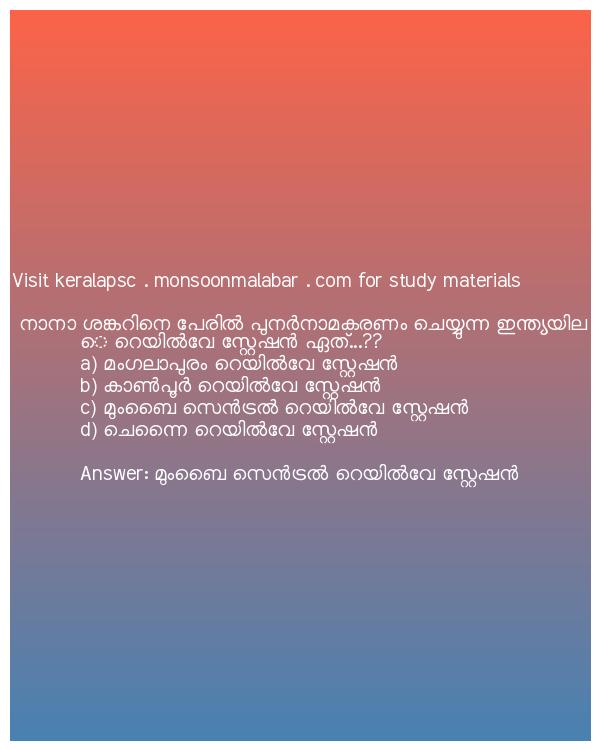 Visit keralapsc . monsoonmalabar . com for study materials
നാനാ ശങ്കറിനെ പേരിൽ പുനർനാമകരണം ചെയ്യുന്ന ഇന്ത്യയില
െ റെയിൽവേ സ്റ്റേഷൻ ഏത്...??
a) മംഗലാപുരം റെയിൽവേ സ്റ്റേഷൻ
b) കാൺപൂർ റെയിൽവേ സ്റ്റേഷൻ
c) മുംബൈ സെൻട്രൽ റെയിൽവേ സ്റ്റേഷൻ
d) ചെന്നൈ റെയിൽവേ സ്റ്റേഷൻ
Answer: മുംബൈ സെൻട്രൽ റെയിൽവേ സ്റ്റേഷൻ